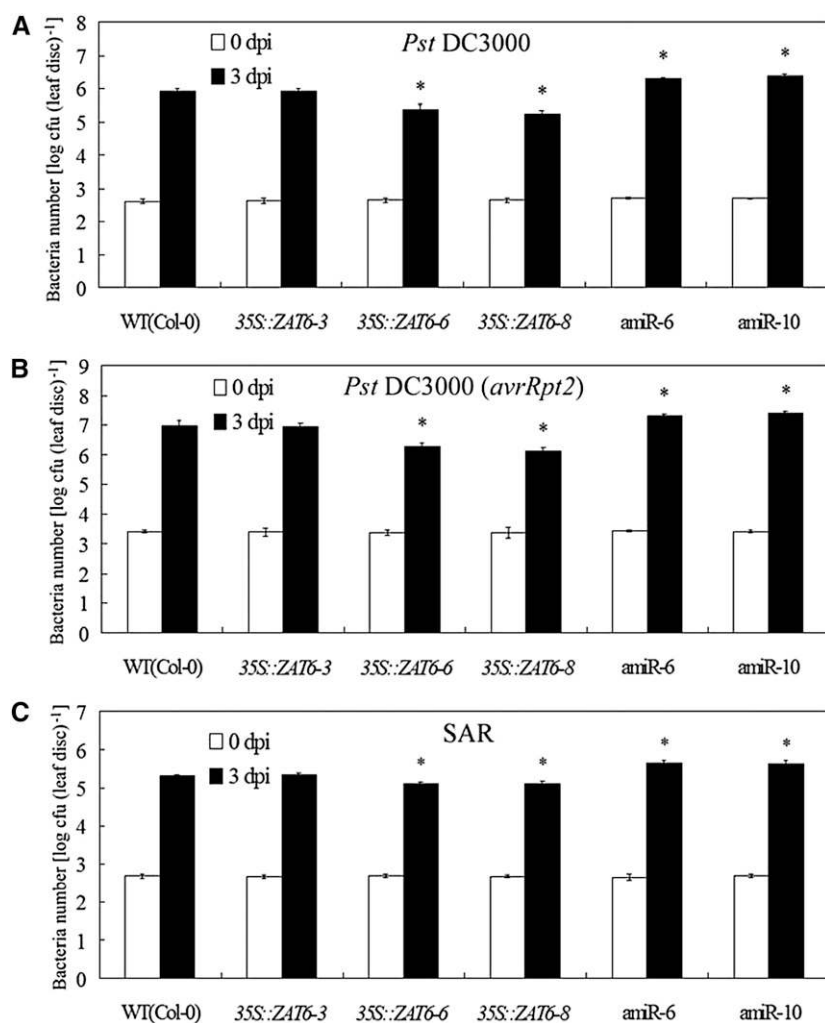 A
Pst DC3000
0 dpi
3 dpi
Bacteria number [log cfu (leaf disc)-1]
8
7
6
5
4
3
2
1
0
WT(Col-0) 35S::ZAT6-3 35S::ZAT6-6 35S::ZAT6-8 amiR-6 amiR-10
* * * *
B
Pst DC3000 (avrRpt2)
0 dpi
3 dpi
Bacteria number [log cfu (leaf disc)-1]
9
8
7
6
5
4
3
2
1
0
WT(Col-0) 35S::ZAT6-3 35S::ZAT6-6 35S::ZAT6-8 amiR-6 amiR-10
* * * *
C
SAR
0 dpi
3 dpi
Bacteria number [log cfu (leaf disc)-1]
7
6
5
4
3
2
1
0
WT(Col-0) 35S::ZAT6-3 35S::ZAT6-6 35S::ZAT6-8 amiR-6 amiR-10
* * * *